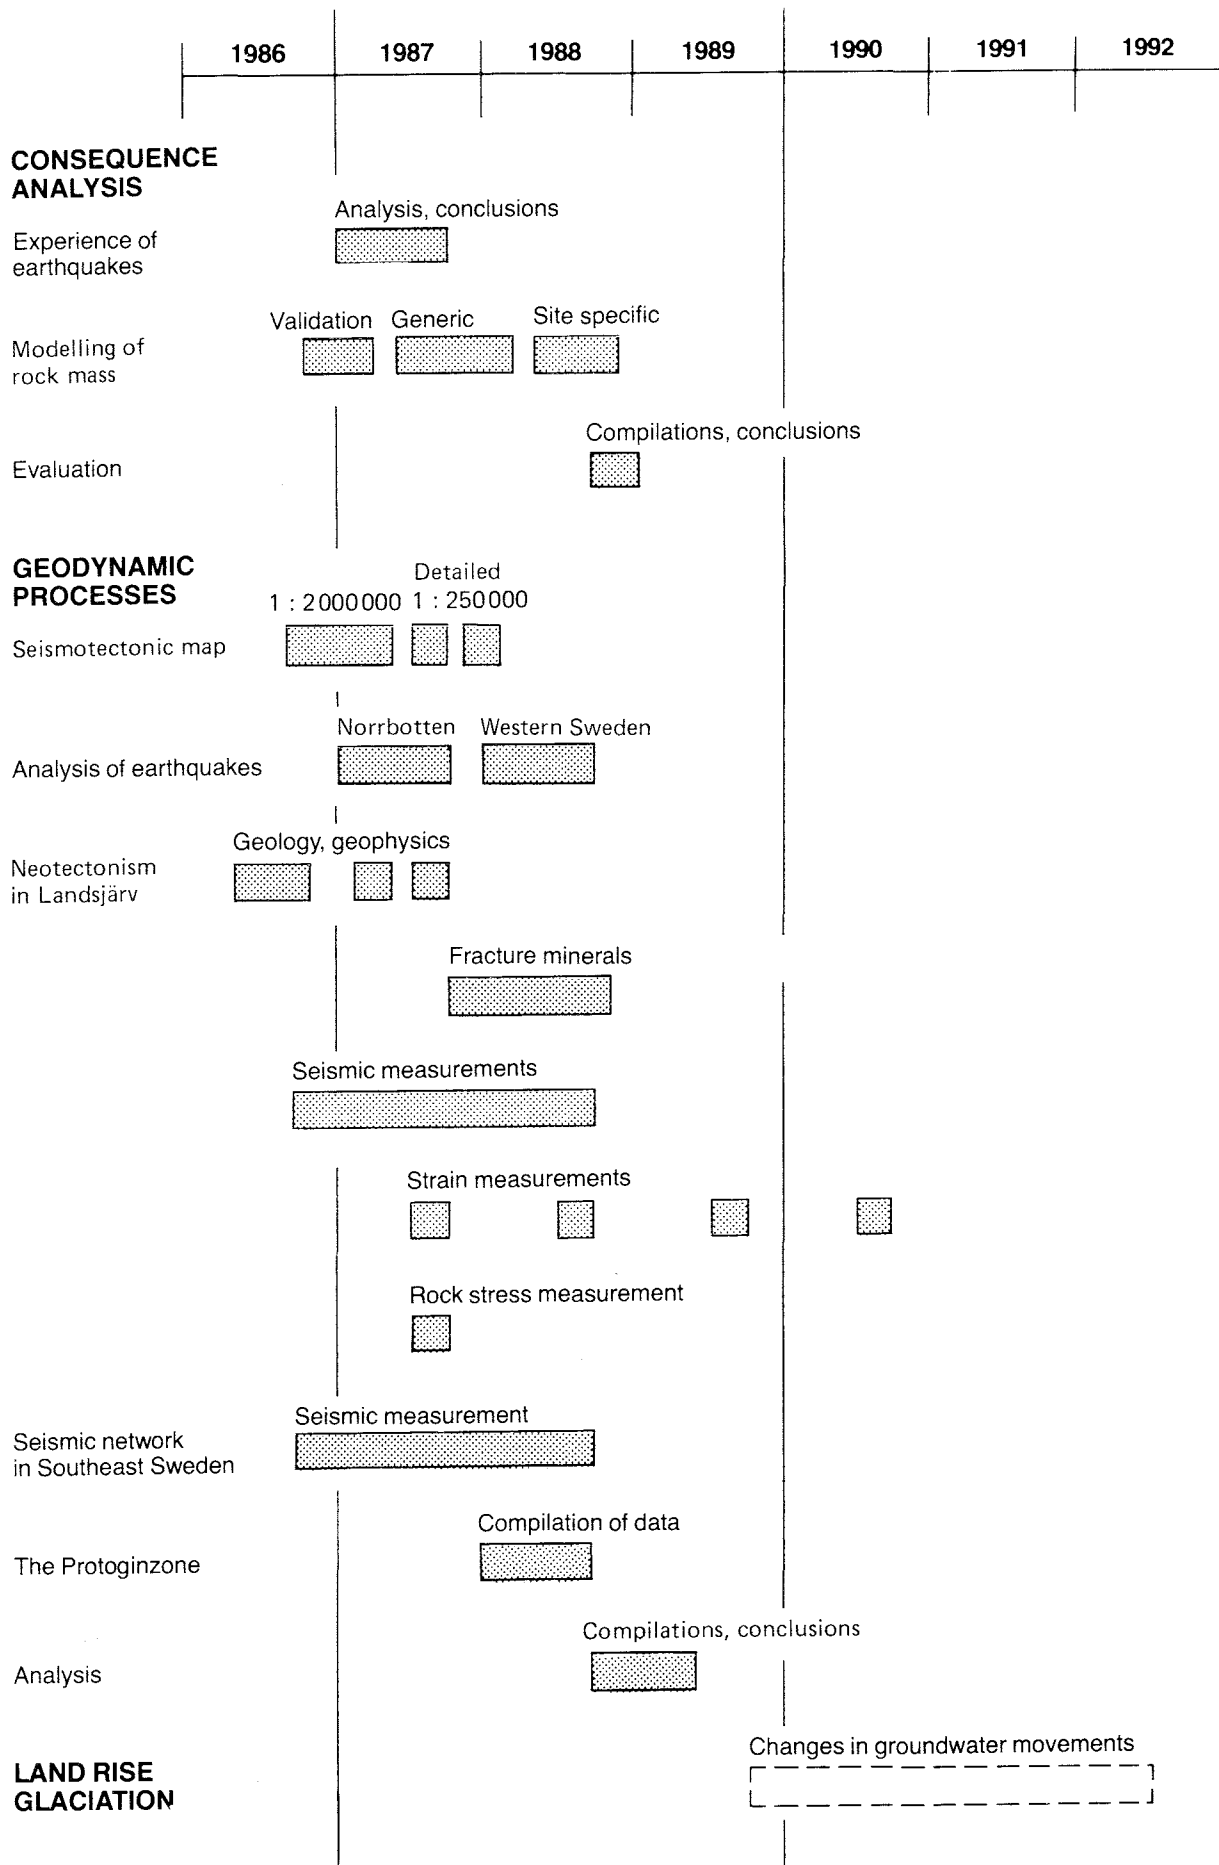 1986 1987 1988 1989 1990 1991 1992
CONSEQUENCE
ANALYSIS
Analysis, conclusions
Experience of
earthquakes
Validation Generic Site specific
Modelling of
rock mass
Compilations, conclusions
Evaluation
GEODYNAMIC
PROCESSES
Detailed
1 : 2000000 1 : 250000
Seismotectonic map
Norrbotten Western Sweden
Analysis of earthquakes
Geology, geophysics
Neotectonism
in Landsjärv
Fracture minerals
Seismic measurements
Strain measurements
Rock stress measurement
Seismic measurement
Seismic network
in Southeast Sweden
Compilation of data
The Protoginzone
Compilations, conclusions
Analysis
Changes in groundwater movements
LAND RISE
GLACIATION